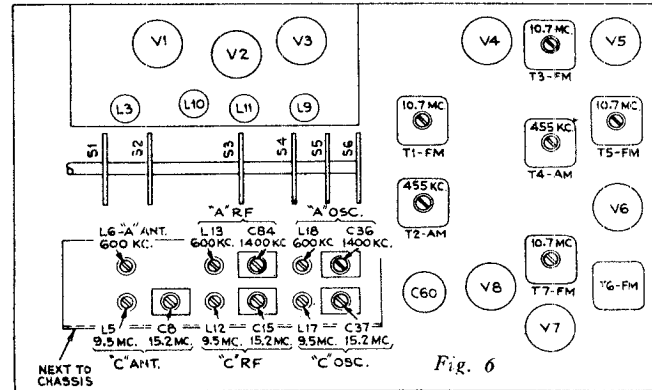 V1
V2
V3
V4
10.7 MC.
T3-FM
V5
L3
L10
L11
L9
10.7 MC.
T1-FM
455 KC.
T4-AM
10.7 MC.
T5-FM
S1
S2
S3
S4
S5
S6
455 KC.
T2-AM
V6
"A" RF
"A" OSC.
L6-"A" ANT.
600 KC.
L13
600 KC.
C84
1400 KC
L18
600 KC
C36
1400 KC.
10.7 MC.
T7-FM
C60
V8
V7
T6-FM
L5
9.5 MC.
C8
15.2 MC.
L12
9.5 MC.
C15
15.2 MC.
L17
9.5 MC.
C37
15.2 MC.
"C" ANT.
"C" RF
"C" OSC.
NEXT TO
CHASSIS
Fig. 6